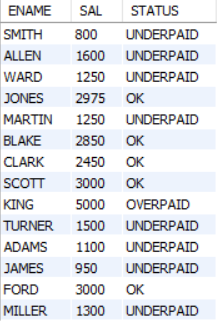 ENAME SAL STATUS
SMITH 800 UNDERPAID
ALLEN 1600 UNDERPAID
WARD 1250 UNDERPAID
JONES 2975 OK
MARTIN 1250 UNDERPAID
BLAKE 2850 OK
CLARK 2450 OK
SCOTT 3000 OK
KING 5000 OVERPAID
TURNER 1500 UNDERPAID
ADAMS 1100 UNDERPAID
JAMES 950 UNDERPAID
FORD 3000 OK
MILLER 1300 UNDERPAID